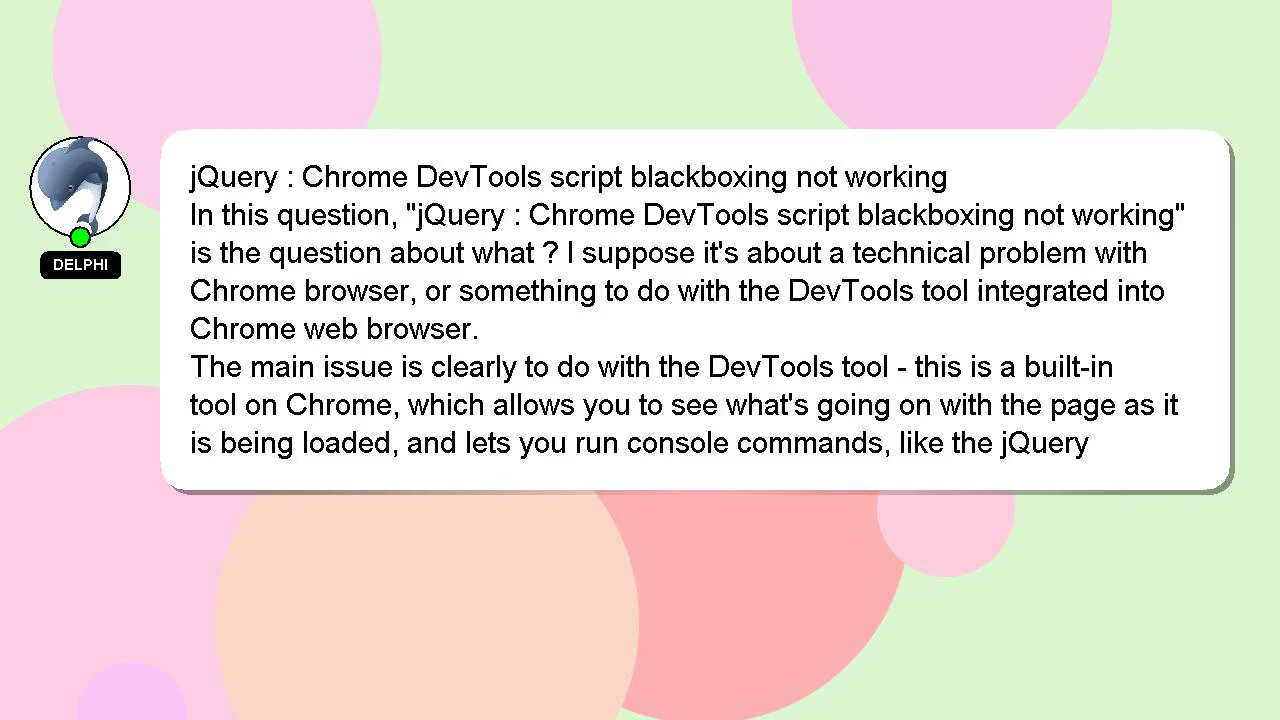 jQuery : Chrome DevTools script blackboxing not working
In this question, "jQuery : Chrome DevTools script blackboxing not working"
is the question about what ? I suppose it's about a technical problem with
Chrome browser, or something to do with the DevTools tool integrated into
Chrome web browser.
The main issue is clearly to do with the DevTools tool - this is a built-in
tool on Chrome, which allows you to see what's going on with the page as it
is being loaded, and lets you run console commands, like the jQuery
DELPHI